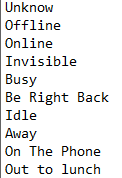 Unknow
Offline
Online
Invisible
Busy
Be Right Back
Idle
Away
On The Phone
Out to lunch